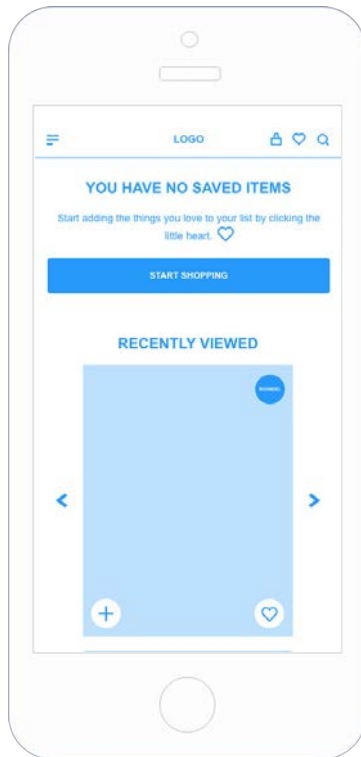 LOGO
YOU HAVE NO SAVED ITEMS
Start adding the things you love to your list by clicking the
little heart.
START SHOPPING
RECENTLY VIEWED